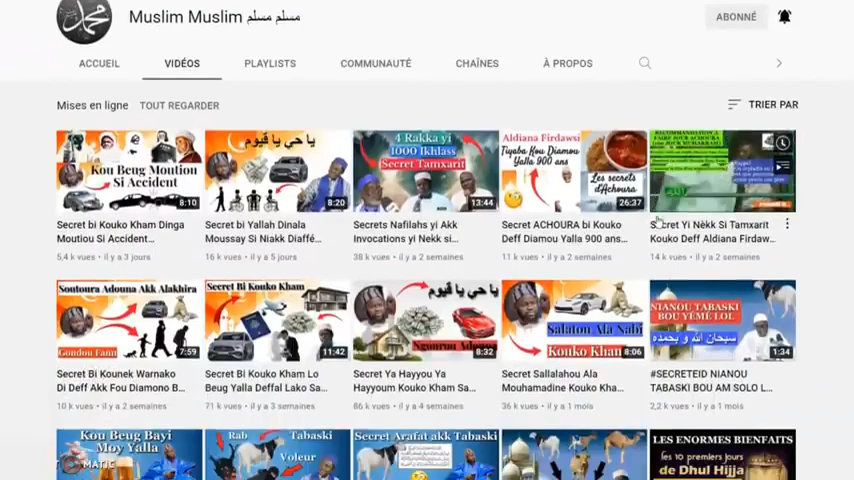 Muslim Muslim مسلم مسلم
ABONNÉ
ACCUEIL
VIDÉOS
PLAYLISTS
COMMUNAUTÉ
CHAÎNES
À PROPOS
Mises en ligne
TOUT REGARDER
TRIER PAR
Kou Beug Moutiou
Si Accident
8:10
يا حي يا قيوم
8:20
4 Rakka yi
1000 Ikhlass
Secret Tamxarit
13:44
Aldiana Firdawsi
Tiyaba Kou Diamou
Yalla 900 ans
Les secrets
d'Achoura
26:37
Secret bi Kouko Kham Dinga
Moutiou Si Accident...
5,4 k vues • il y a 3 jours
Secret bi Yallah Dinala
Moussay Si Niakk Diaffé...
16 k vues • il y a 5 jours
Secrets Nafilahs yi Akk
Invocations yi Nekk si...
38 k vues • il y a 2 semaines
Secret ACHOURA bi Kouko
Deff Diamou Yalla 900 ans...
11 k vues • il y a 2 semaines
Secret Yi Nèkk Si Tamxarit
Kouko Deff Aldiana Firdaw...
14 k vues • il y a 2 semaines
Soutoura Adouna Akk Alakhira
Gondou Fann
7:59
Secret Bi Kouko Kham
11:42
يا حي يا قيوم
Ngourou Adouna
8:32
Salatou Ala Nabi
Kouko Kham
8:06
NIANOU TABASKI
BOU YÉMÉ LOL
سبحان الله و بحمده
1:34
Secret Bi Kounek Warnako
Di Deff Akk Fou Diamono B...
10 k vues • il y a 2 semaines
Secret Bi Kouko Kham Lo
Beug Yalla Deffal Lako Sa...
71 k vues • il y a 3 semaines
Secret Ya Hayyou Ya
Hayyoum Kouko Kham Sa...
86 k vues • il y a 4 semaines
Secret Sallalahou Ala
Mouhamadine Kouko Kha...
36 k vues • il y a 1 mois
#SECRETEID NIANOU
TABASKI BOU AM SOLO L...
2,2 k vues • il y a 1 mois
Kou Beug Bayi
Moy Yalla
MATIC
Rab
Tabaski
Voleur
Secret Arafat akk Tabaski
LES ENORMES BIENFAITS
10 premiers jours
de Dhul Hijja